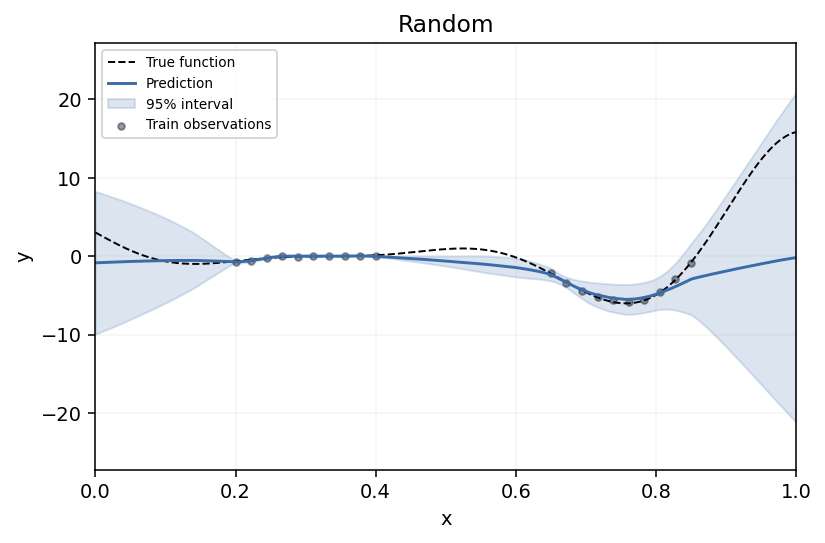 Random
True function
Prediction
95% interval
Train observations
20
10
0
−10
−20
y
0.0 0.2 0.4 0.6 0.8 1.0
x